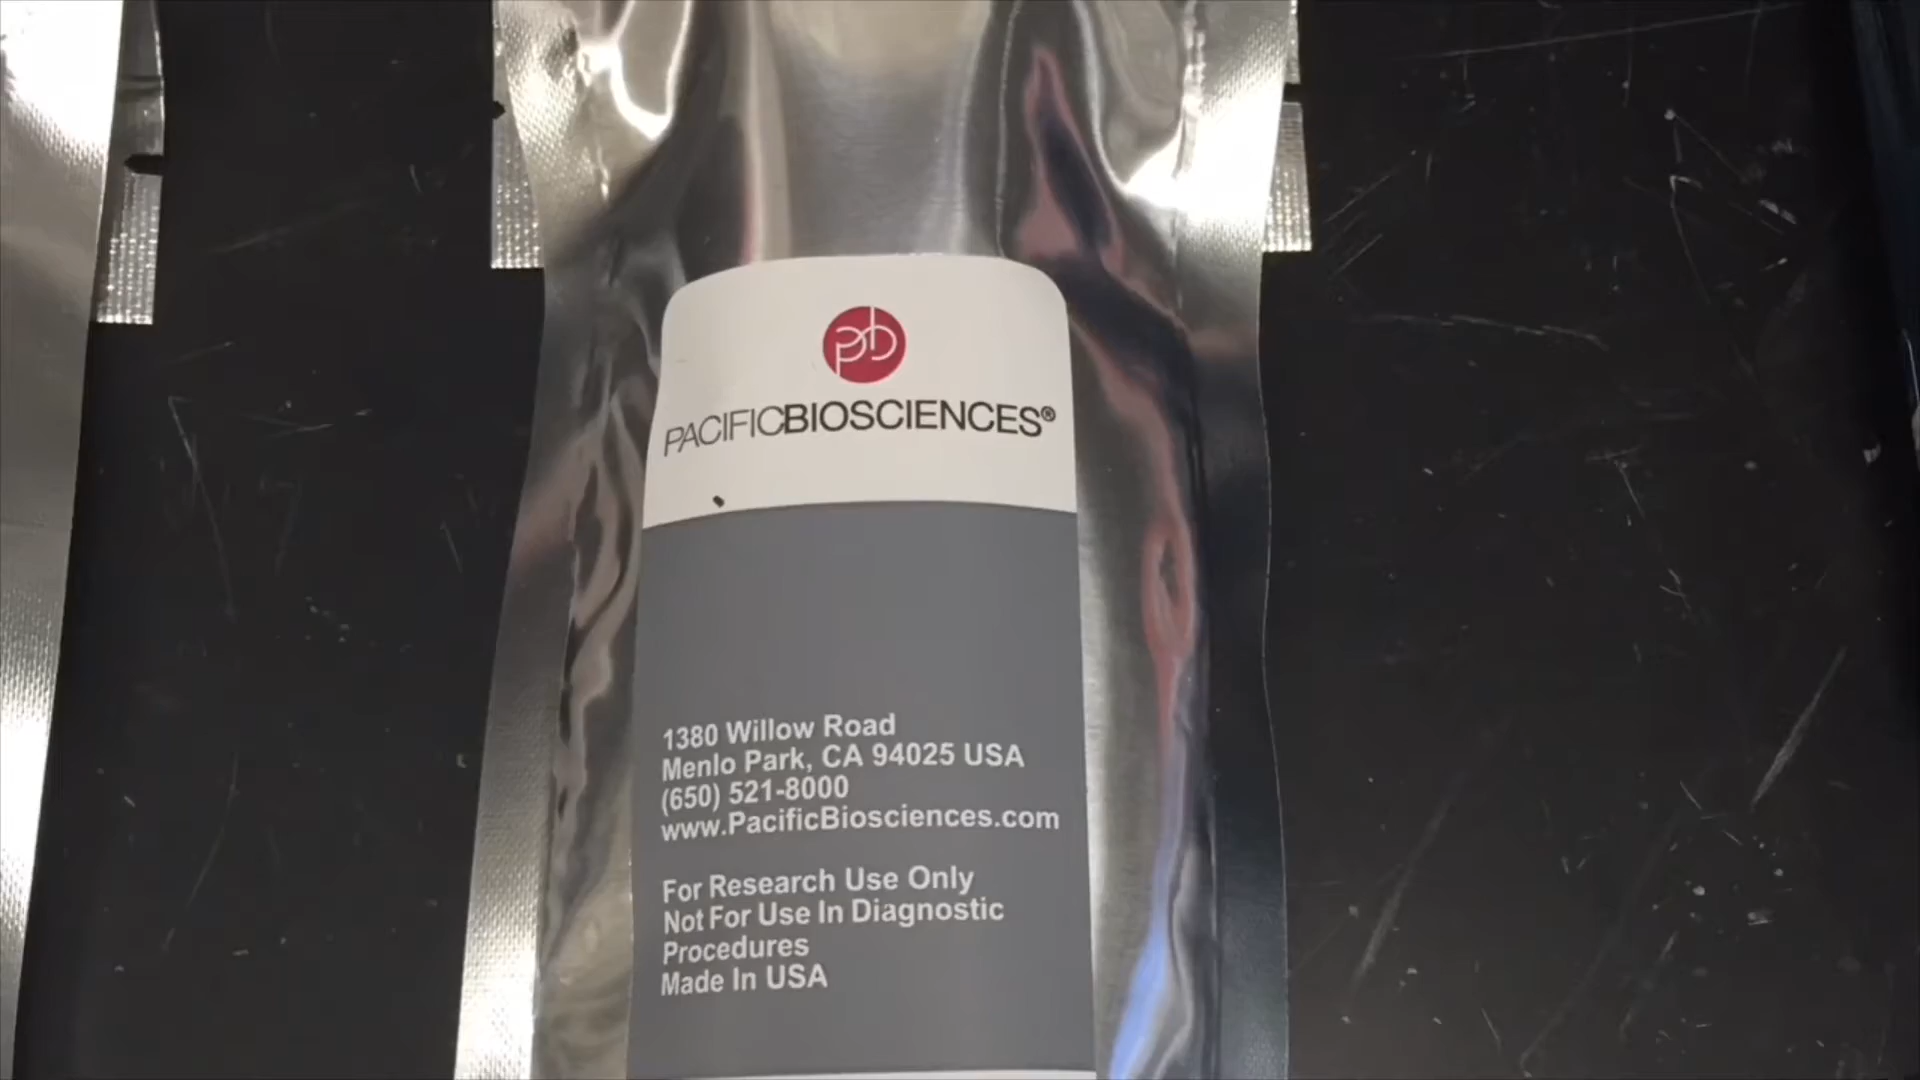 pb
PACIFICBIOSCIENCES®
1380 Willow Road
Menlo Park, CA 94025 USA
(650) 521-8000
www.PacificBiosciences.com
For Research Use Only
Not For Use In Diagnostic
Procedures
Made In USA